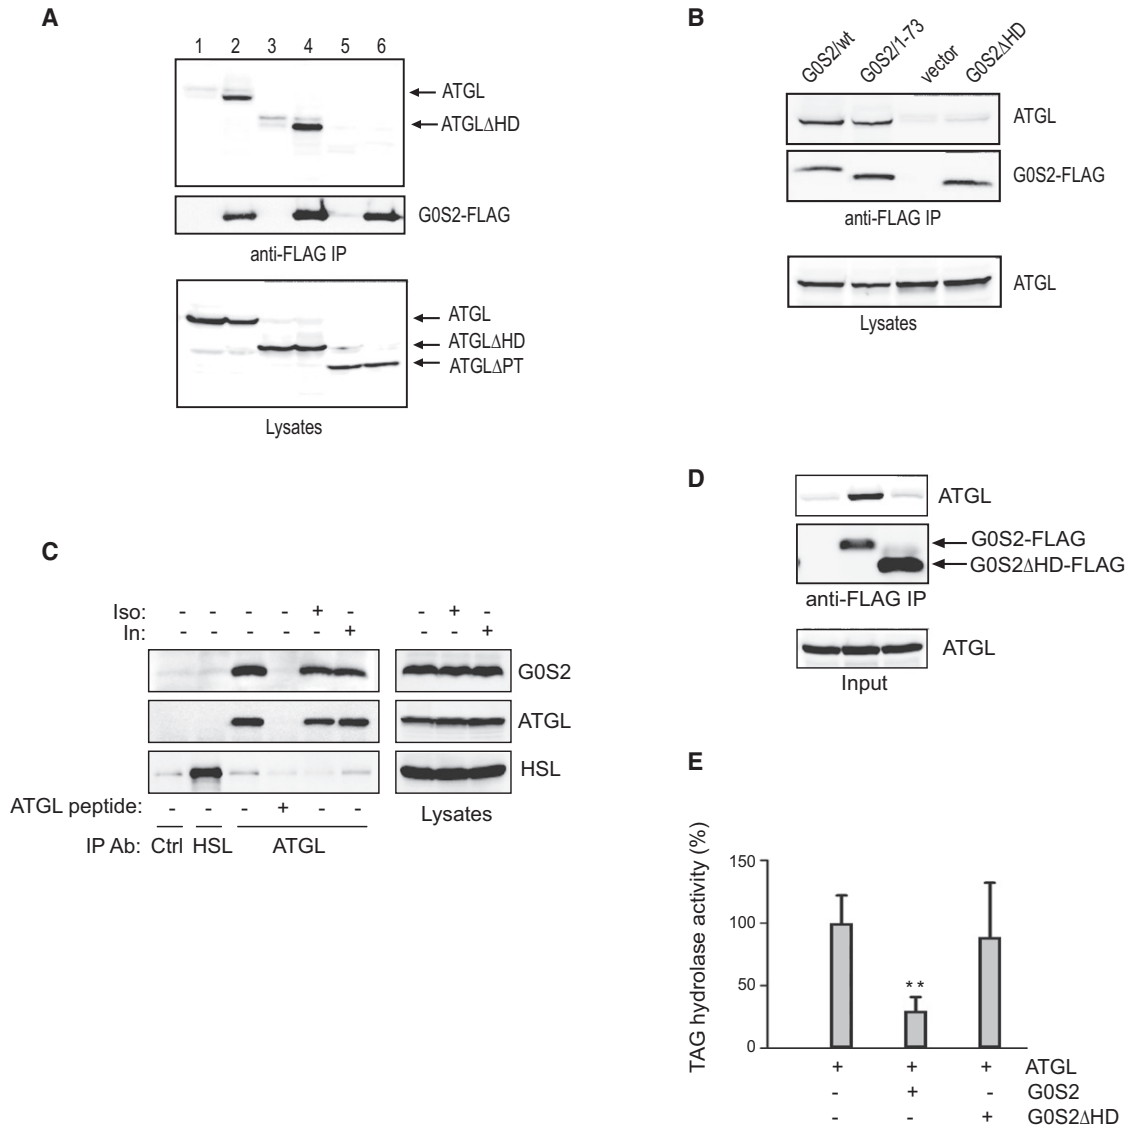 A
1 2 3 4 5 6
ATGL
ATGLΔHD
G0S2-FLAG
anti-FLAG IP
ATGL
ATGLΔHD
ATGLΔPT
Lysates
B
G0S2/wt G0S2/1-73 vector G0S2ΔHD
ATGL
G0S2-FLAG
anti-FLAG IP
ATGL
Lysates
C
Iso: - - - - + - - + -
In: - - - - - + - - +
G0S2
ATGL
HSL
ATGL peptide: - - - + - -
Lysates
IP Ab: Ctrl HSL ATGL
D
ATGL
G0S2-FLAG
G0S2ΔHD-FLAG
anti-FLAG IP
ATGL
Input
E
TAG hydrolase activity (%)
150
100
50
0
**
+ + + ATGL
- + - G0S2
- - + G0S2ΔHD